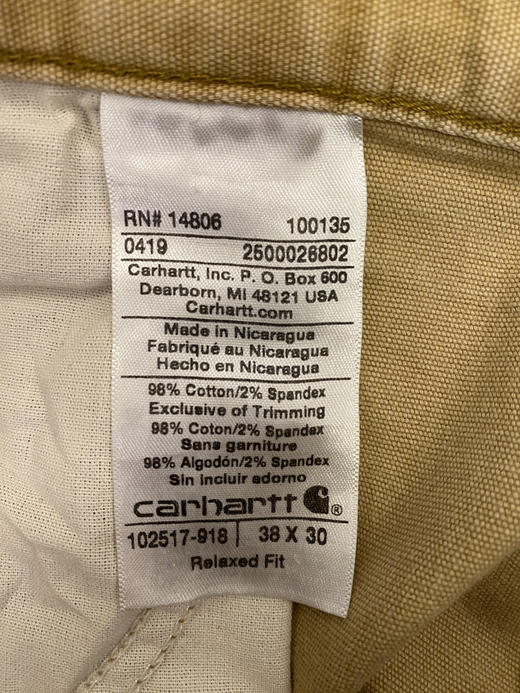 RN# 14806 100135
0419 2500026802
Carhartt, Inc. P. O. Box 600
Dearborn, MI 48121 USA
Carhartt.com
Made in Nicaragua
Fabriqué au Nicaragua
Hecho en Nicaragua
98% Cotton/2% Spandex
Exclusive of Trimming
98% Coton/2% Spandex
Sans garniture
98% Algodón/2% Spandex
Sin incluir adorno
carhartt ®
102517-918 | 38 X 30
Relaxed Fit